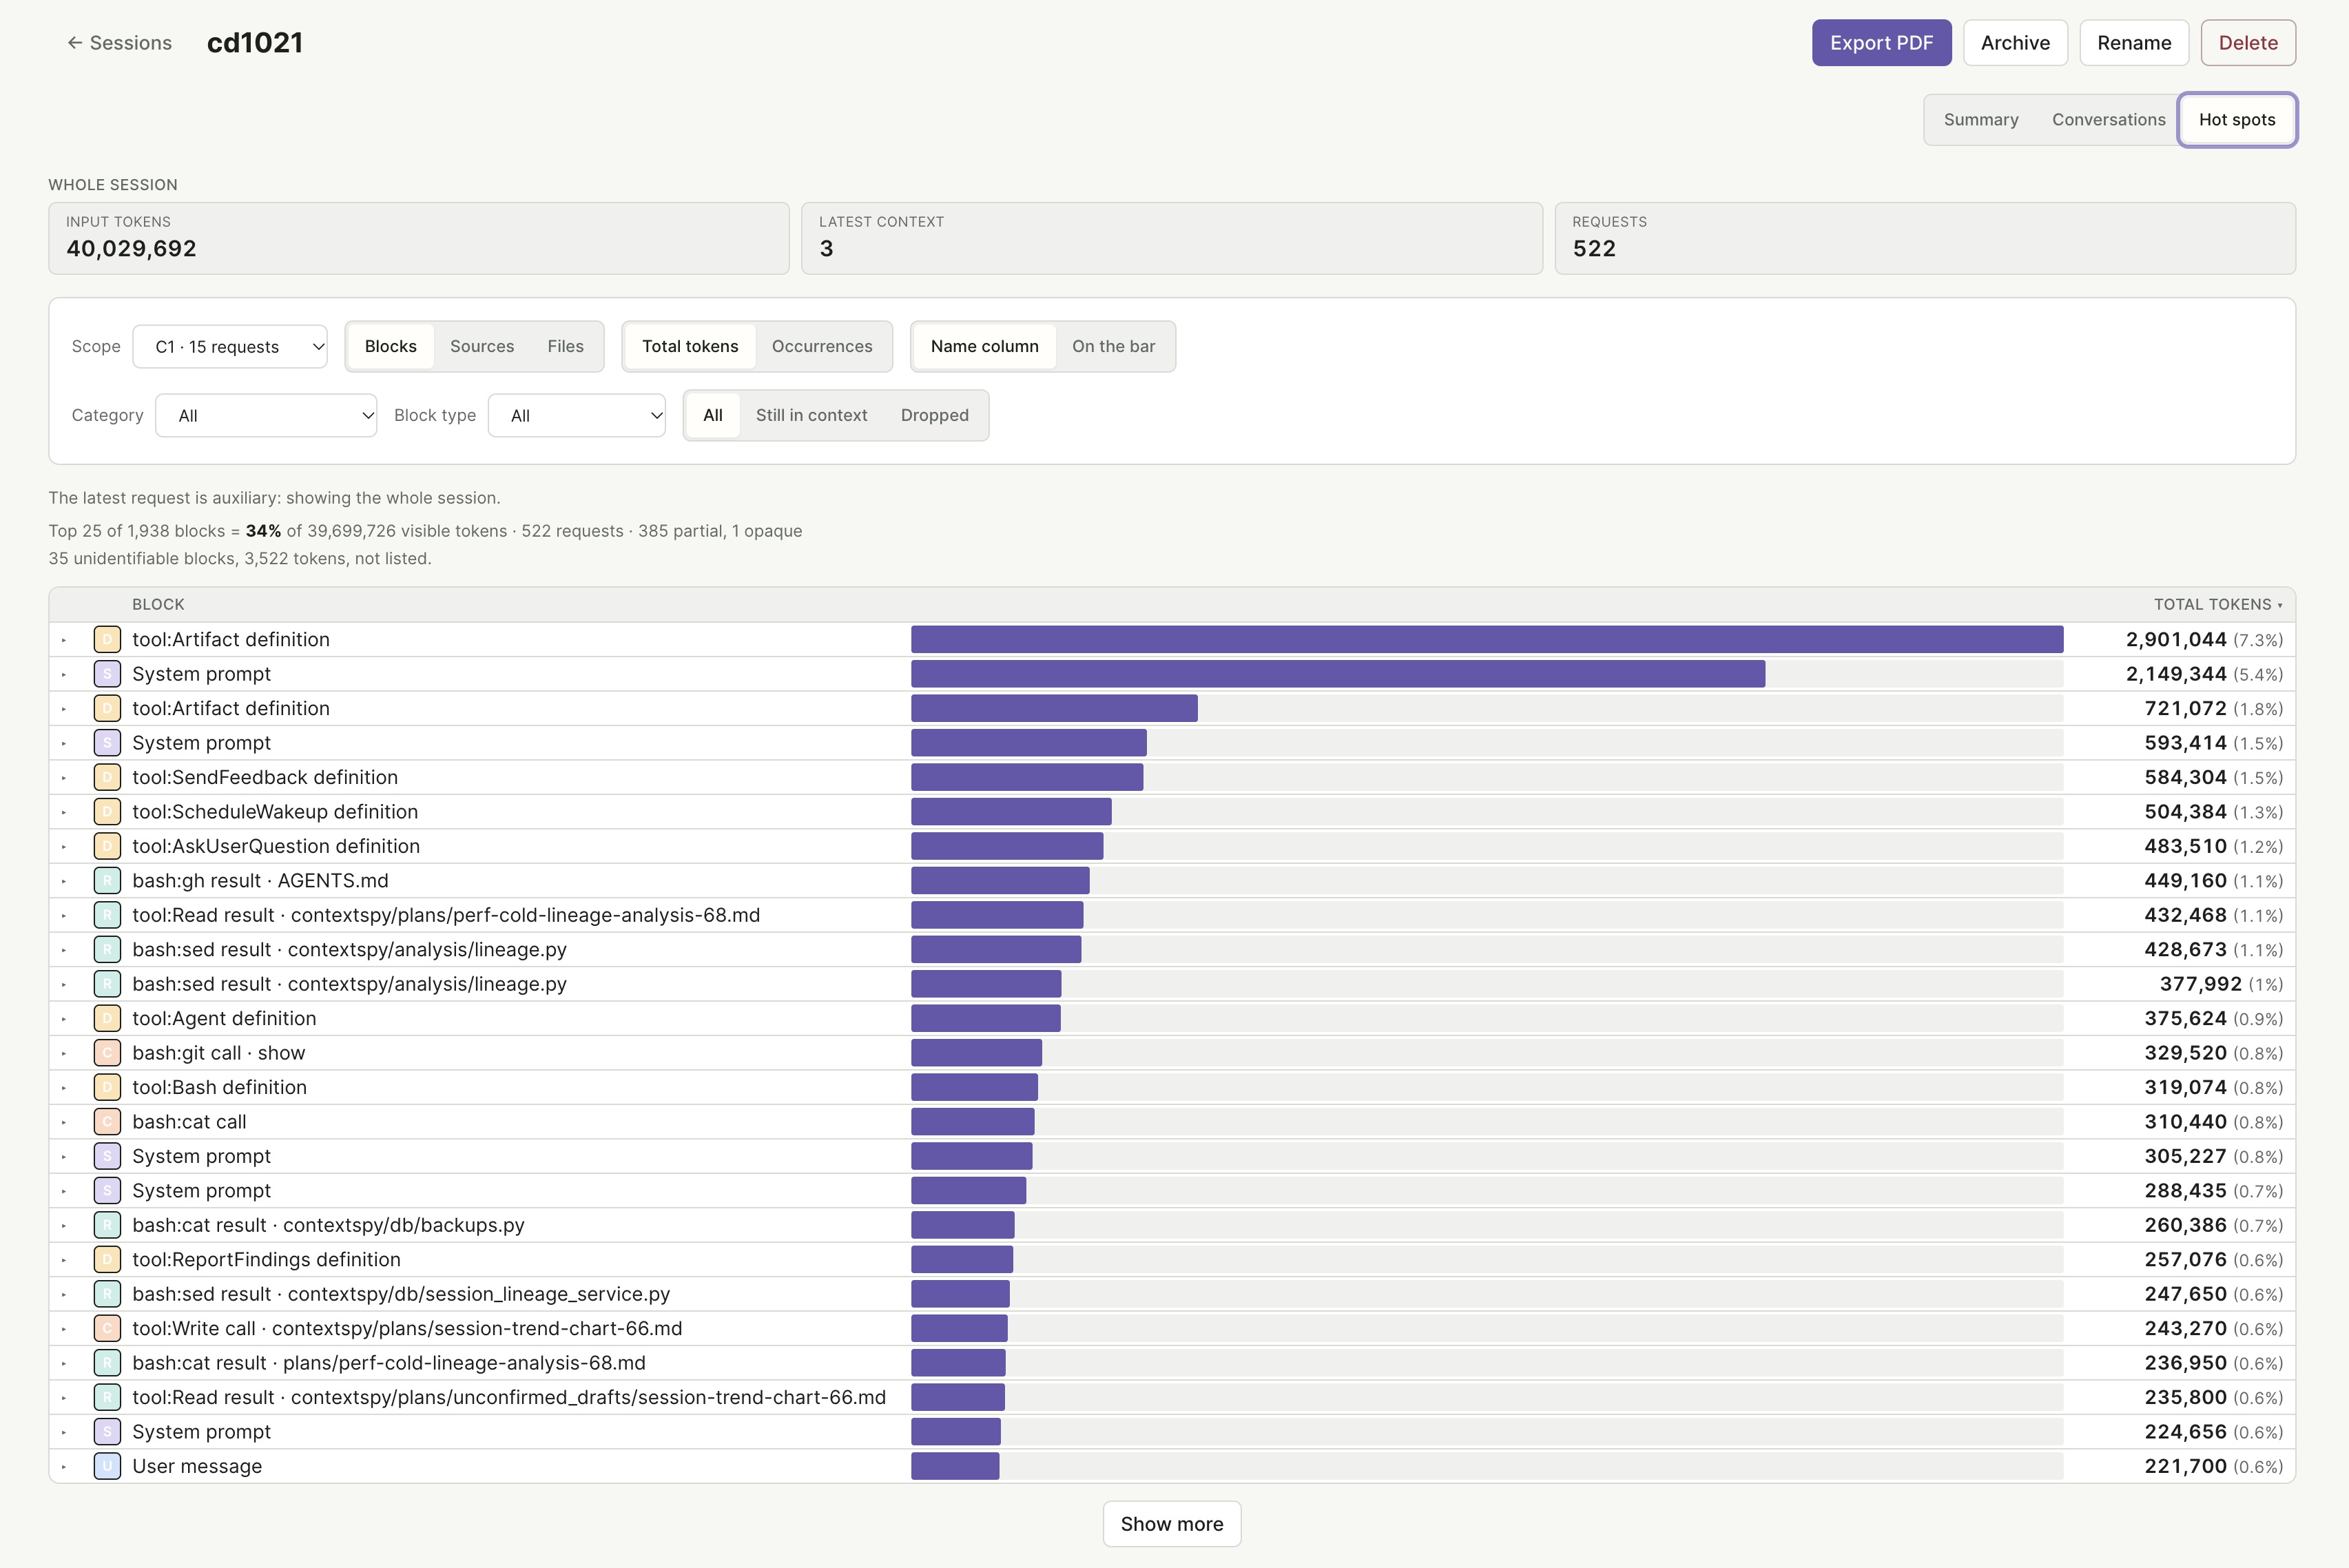 ← Sessions cd1021 Export PDF Archive Rename Delete
Summary Conversations Hot spots
WHOLE SESSION
INPUT TOKENS
40,029,692
LATEST CONTEXT
3
REQUESTS
522
Scope C1 · 15 requests Blocks Sources Files Total tokens Occurrences Name column On the bar
Category All Block type All All Still in context Dropped
The latest request is auxiliary: showing the whole session.
Top 25 of 1,938 blocks = 34% of 39,699,726 visible tokens · 522 requests · 385 partial, 1 opaque
35 unidentifiable blocks, 3,522 tokens, not listed.
BLOCK TOTAL TOKENS ▾
▸ D tool:Artifact definition 2,901,044 (7.3%)
▸ S System prompt 2,149,344 (5.4%)
▸ D tool:Artifact definition 721,072 (1.8%)
▸ S System prompt 593,414 (1.5%)
▸ D tool:SendFeedback definition 584,304 (1.5%)
▸ D tool:ScheduleWakeup definition 504,384 (1.3%)
▸ D tool:AskUserQuestion definition 483,510 (1.2%)
▸ R bash:gh result · AGENTS.md 449,160 (1.1%)
▸ R tool:Read result · contextspy/plans/perf-cold-lineage-analysis-68.md 432,468 (1.1%)
▸ R bash:sed result · contextspy/analysis/lineage.py 428,673 (1.1%)
▸ R bash:sed result · contextspy/analysis/lineage.py 377,992 (1%)
▸ D tool:Agent definition 375,624 (0.9%)
▸ C bash:git call · show 329,520 (0.8%)
▸ D tool:Bash definition 319,074 (0.8%)
▸ C bash:cat call 310,440 (0.8%)
▸ S System prompt 305,227 (0.8%)
▸ S System prompt 288,435 (0.7%)
▸ R bash:cat result · contextspy/db/backups.py 260,386 (0.7%)
▸ D tool:ReportFindings definition 257,076 (0.6%)
▸ R bash:sed result · contextspy/db/session_lineage_service.py 247,650 (0.6%)
▸ C tool:Write call · contextspy/plans/session-trend-chart-66.md 243,270 (0.6%)
▸ R bash:cat result · plans/perf-cold-lineage-analysis-68.md 236,950 (0.6%)
▸ R tool:Read result · contextspy/plans/unconfirmed_drafts/session-trend-chart-66.md 235,800 (0.6%)
▸ S System prompt 224,656 (0.6%)
▸ U User message 221,700 (0.6%)
Show more